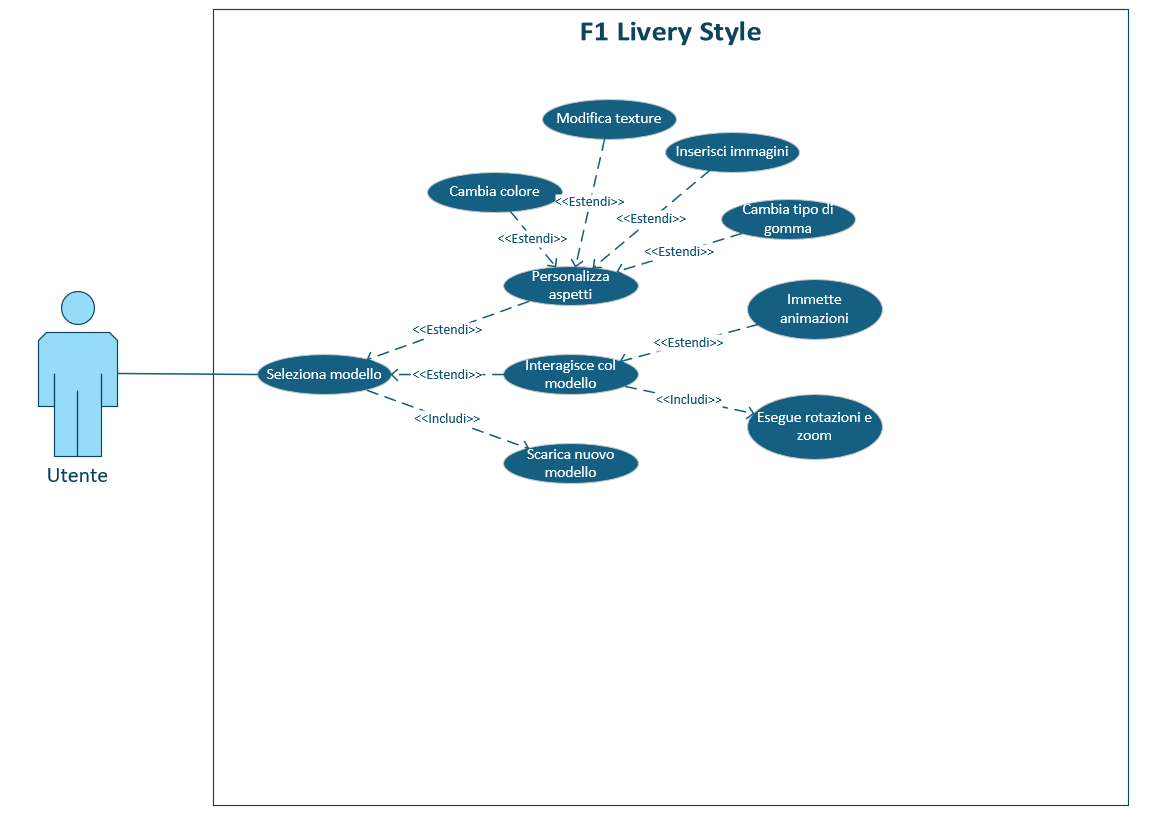 F1 Livery Style
Modifica texture
Inserisci immagini
Cambia colore
<<Estendi>>
Cambia tipo di
gomma
<<Estendi>>
<<Estendi>>
<<Estendi>>
Personalizza
aspetti
Immette
animazioni
<<Estendi>>
<<Estendi>>
Seleziona modello
<<Estendi>>
Interagisce col
modello
<<Includi>>
Esegue rotazioni e
zoom
<<Includi>>
Scarica nuovo
modello
Utente